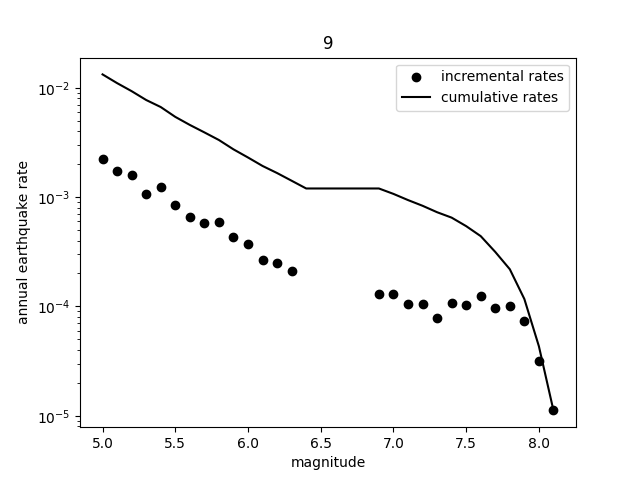 9
incremental rates
cumulative rates
annual earthquake rate
10⁻²
10⁻³
10⁻⁴
10⁻⁵
5.0 5.5 6.0 6.5 7.0 7.5 8.0
magnitude